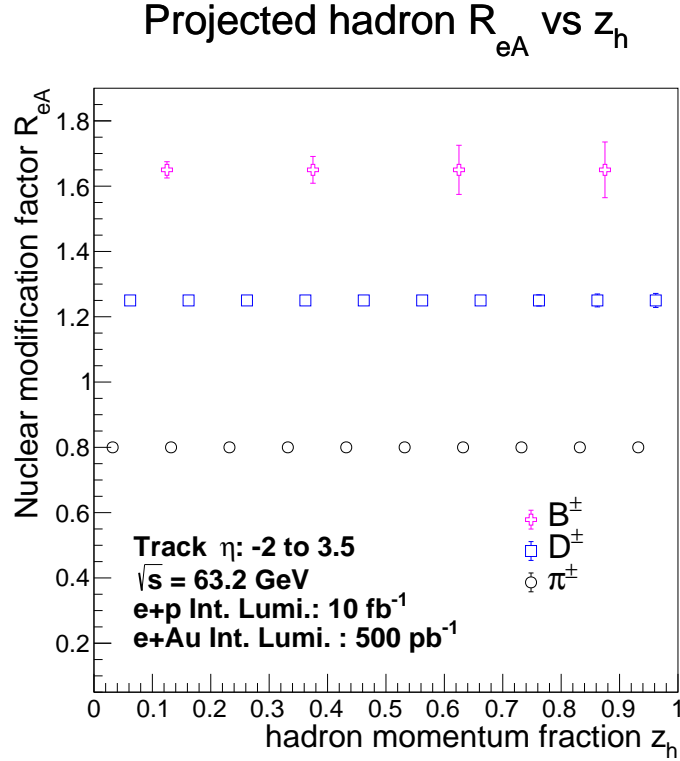 Projected hadron R_eA vs z_h
Nuclear modification factor R_eA
1.8
1.6
1.4
1.2
1
0.8
0.6
0.4
0.2
B^±
D^±
π^±
Track η: -2 to 3.5
√s = 63.2 GeV
e+p Int. Lumi.: 10 fb^-1
e+Au Int. Lumi. : 500 pb^-1
0 0.1 0.2 0.3 0.4 0.5 0.6 0.7 0.8 0.9 1
hadron momentum fraction z_h